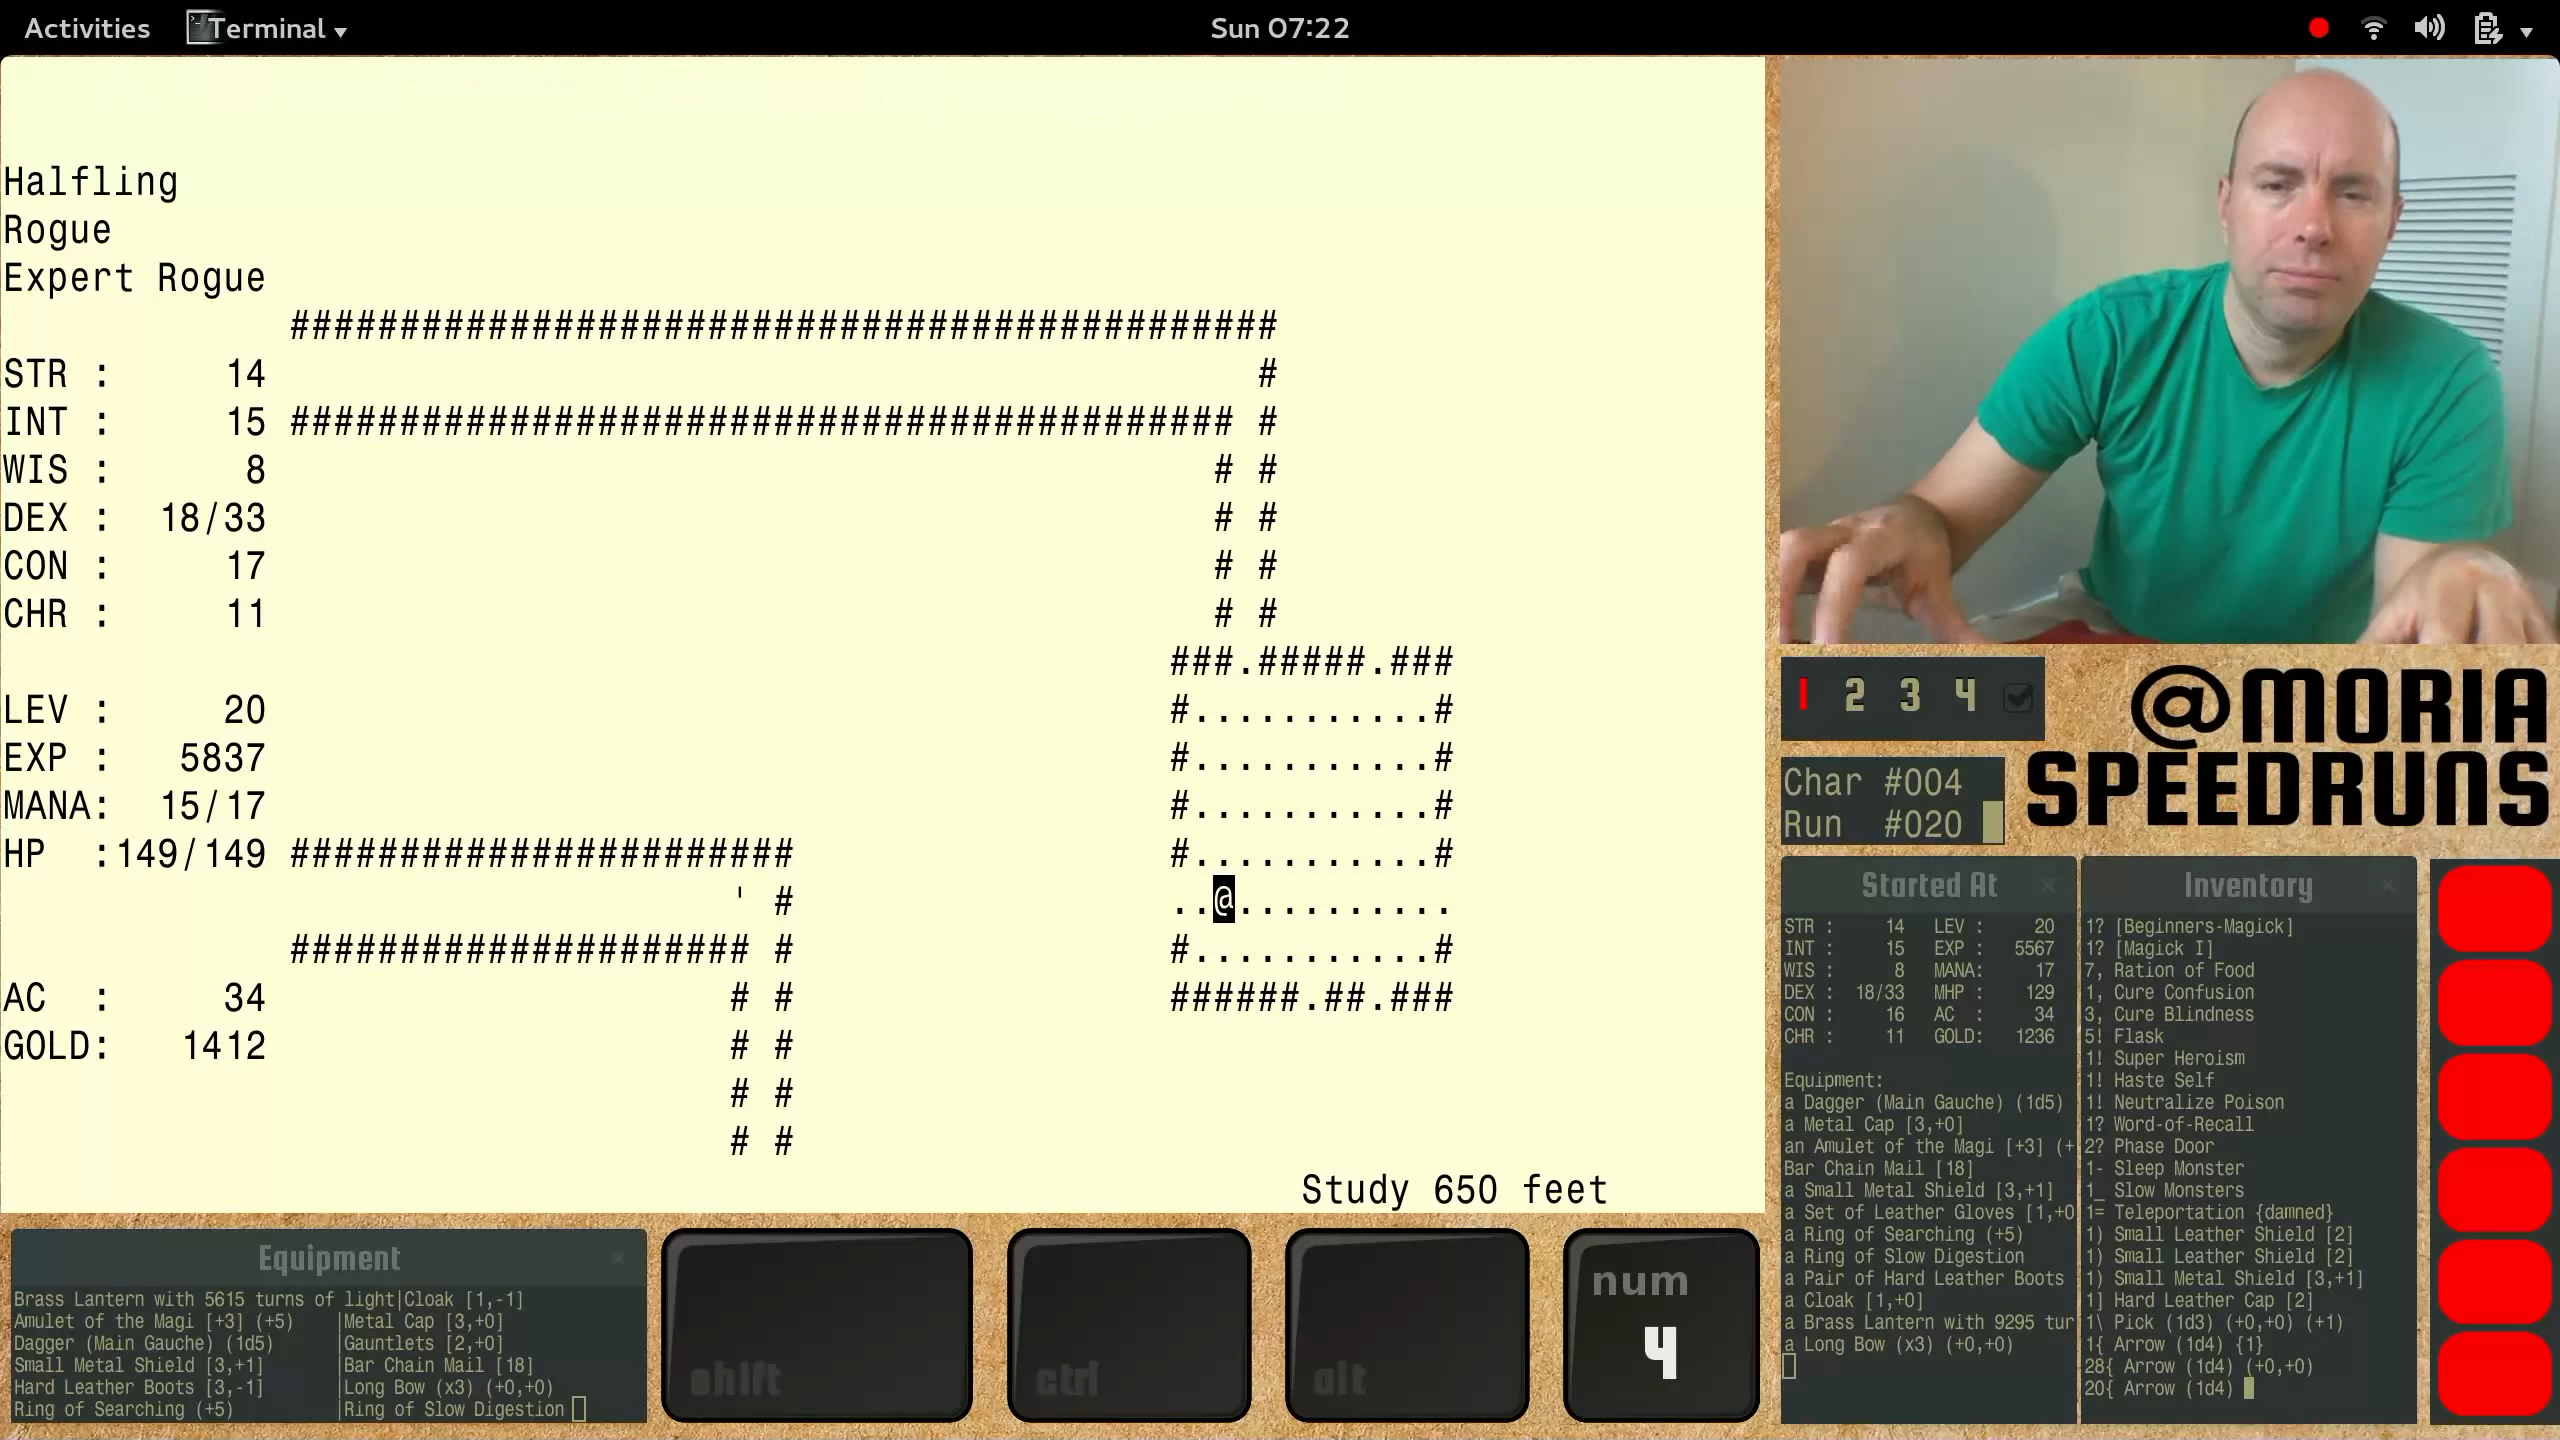 Activities Terminal Sun 07:22
Halfling
Rogue
Expert Rogue
##############################################
STR : 14 #
INT : 15 ############################################ #
WIS : 8 # #
DEX : 18/33 # #
CON : 17 # #
CHR : 11 # #
###.#####.###
LEV : 20 #...........#
EXP : 5837 #...........#
MANA: 15/17 #...........#
HP :149/149 ####################### #...........#
' # ..@..........
##################### # #...........#
AC : 34 # # ######.##.###
GOLD: 1412 # #
# #
# #
Study 650 feet
1 2 3 4
@MORIA
SPEEDRUNS
Char #004
Run #020
Started At
STR : 14 LEV : 20
INT : 15 EXP : 5567
WIS : 8 MANA: 17
DEX : 18/33 MHP : 129
CON : 16 AC : 34
CHR : 11 GOLD: 1236
Equipment:
a Dagger (Main Gauche) (1d5)
a Metal Cap [3,+0]
an Amulet of the Magi [+3] (+
Bar Chain Mail [18]
a Small Metal Shield [3,+1]
a Set of Leather Gloves [1,+0
a Ring of Searching (+5)
a Ring of Slow Digestion
a Pair of Hard Leather Boots
a Cloak [1,+0]
a Brass Lantern with 9295 tur
a Long Bow (x3) (+0,+0)
Inventory
1? [Beginners-Magick]
1? [Magick I]
7, Ration of Food
1, Cure Confusion
3, Cure Blindness
5! Flask
1! Super Heroism
1! Haste Self
1! Neutralize Poison
1? Word-of-Recall
2? Phase Door
1- Sleep Monster
1_ Slow Monsters
1= Teleportation {damned}
1) Small Leather Shield [2]
1) Small Leather Shield [2]
1) Small Metal Shield [3,+1]
1] Hard Leather Cap [2]
1\ Pick (1d3) (+0,+0) (+1)
1{ Arrow (1d4) {1}
28{ Arrow (1d4) (+0,+0)
20{ Arrow (1d4)
Equipment
Brass Lantern with 5615 turns of light|Cloak [1,-1]
Amulet of the Magi [+3] (+5) |Metal Cap [3,+0]
Dagger (Main Gauche) (1d5) |Gauntlets [2,+0]
Small Metal Shield [3,+1] |Bar Chain Mail [18]
Hard Leather Boots [3,-1] |Long Bow (x3) (+0,+0)
Ring of Searching (+5) |Ring of Slow Digestion
shift
ctrl
alt
num
4